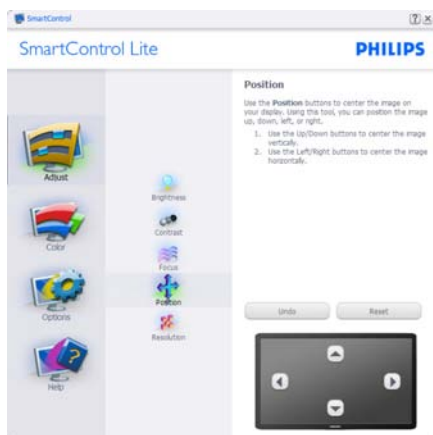 SmartControl
SmartControl Lite
PHILIPS
Adjust
Color
Options
Help
Brightness
Contrast
Focus
Position
Resolution
Position
Use the Position buttons to center the image on
your display. Using this tool, you can position the image
up, down, left, or right.
1. Use the Up/Down buttons to center the image
vertically.
2. Use the Left/Right buttons to center the image
horizontally.
Undo
Reset